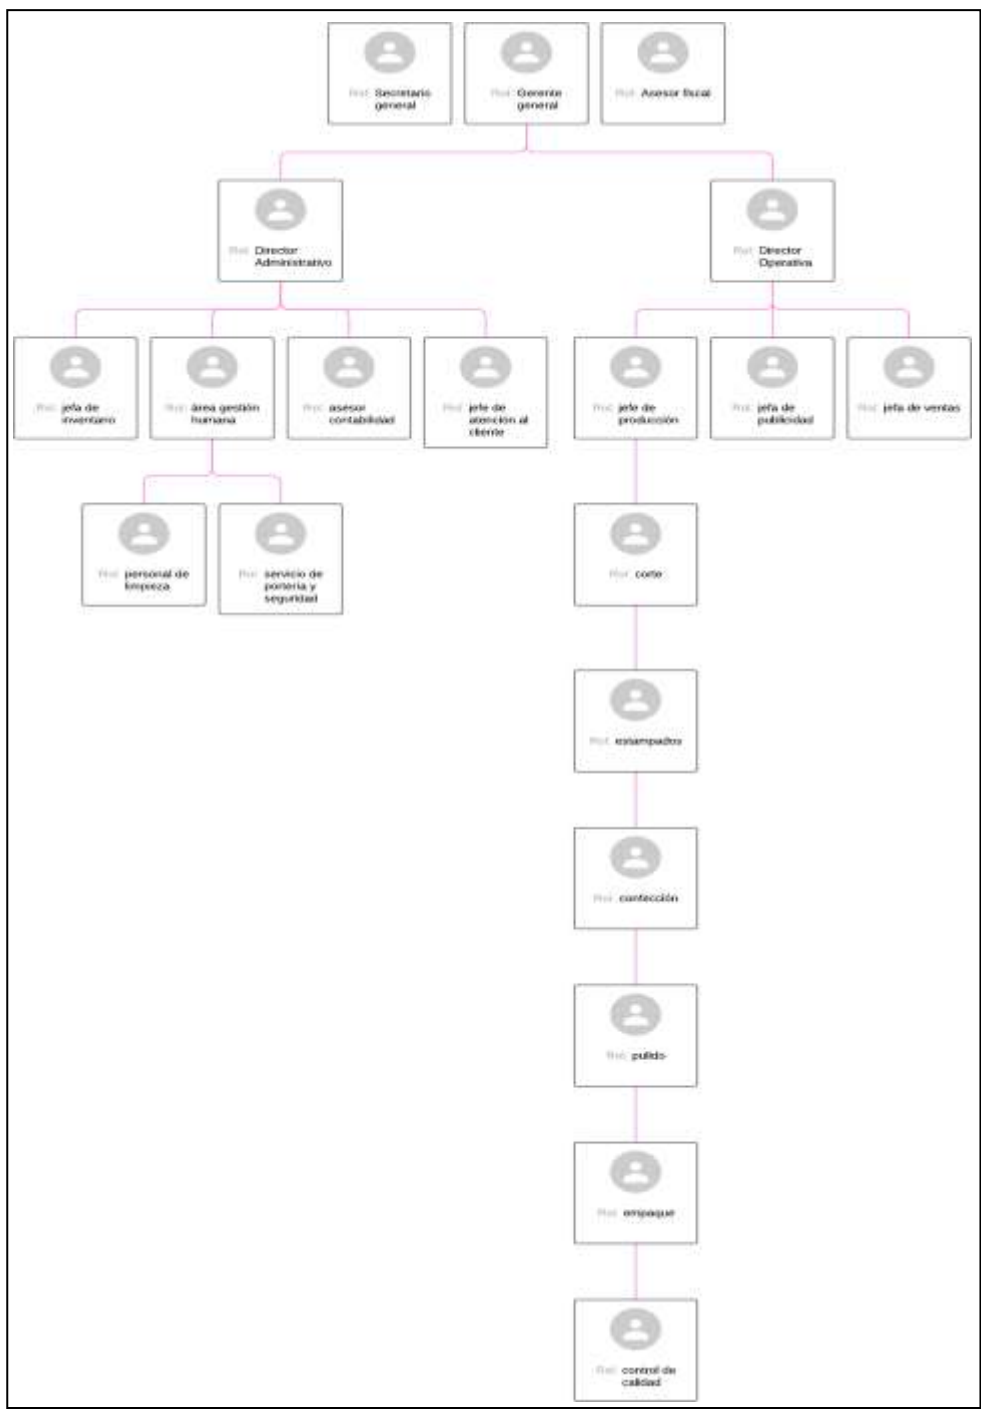 Rol: Secretario
general
Rol: Gerente
general
Rol: Asesor fiscal
Rol: Director
Administrativo
Rol: Director
Operativa
Rol: jefa de
inventario
Rol: área gestión
humana
Rol: asesor
contabilidad
Rol: jefe de
atención al
cliente
Rol: jefe de
producción
Rol: jefa de
publicidad
Rol: jefa de ventas
Rol: personal de
limpieza
Rol: servicio de
porteria y
seguridad
Rol: corte
Rol: estampados
Rol: confección
Rol: pulido
Rol: empaque
Rol: control de
calidad